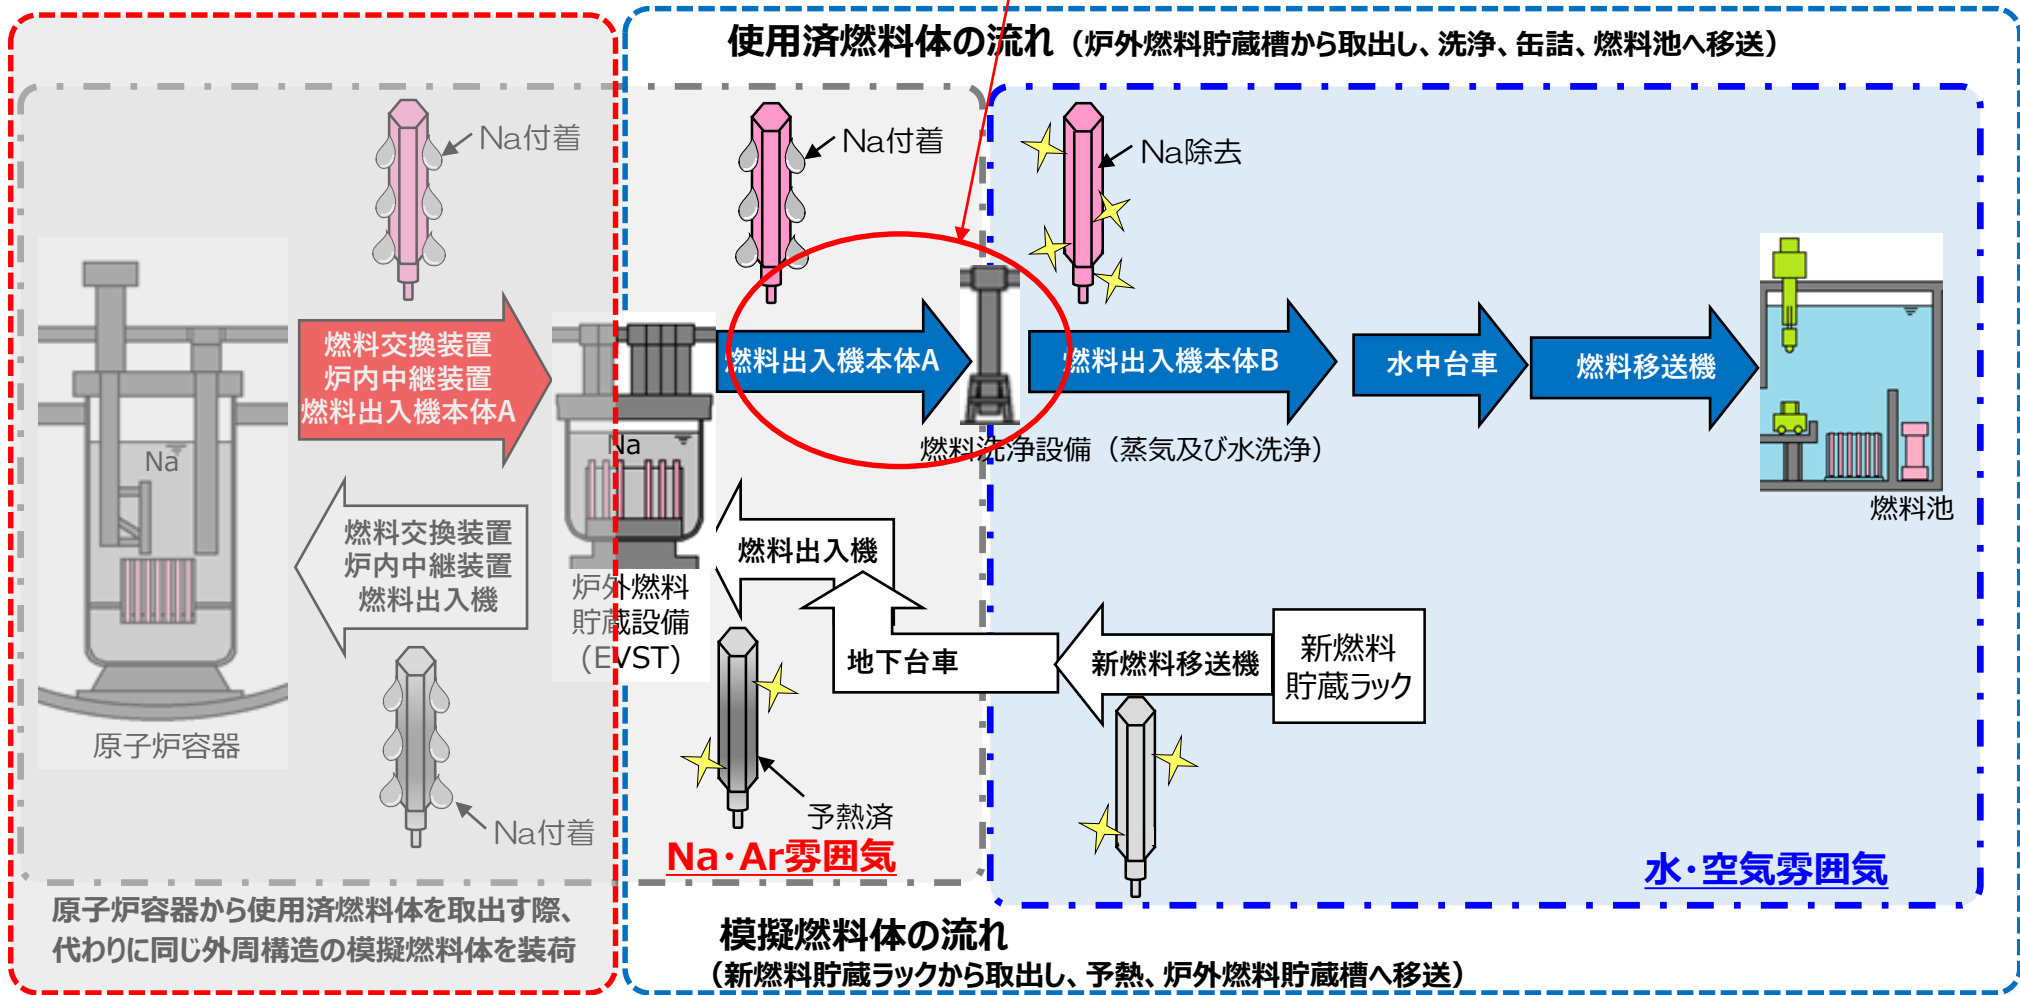 使用済燃料体の流れ（炉外燃料貯蔵槽から取出し、洗浄、缶詰、燃料池へ移送）
Na付着
Na付着
Na除去
燃料交換装置
炉内中継装置
燃料出入機本体A
燃料出入機本体A
燃料出入機本体B
水中台車
燃料移送機
Na
Na
燃料洗浄設備（蒸気及び水洗浄）
燃料池
燃料交換装置
炉内中継装置
燃料出入機
燃料出入機
炉外燃料
貯蔵設備
(EVST)
地下台車
新燃料移送機
新燃料
貯蔵ラック
原子炉容器
Na付着
予熱済
Na･Ar雰囲気
水･空気雰囲気
原子炉容器から使用済燃料体を取出す際、
代わりに同じ外周構造の模擬燃料体を装荷
模擬燃料体の流れ
（新燃料貯蔵ラックから取出し、予熱、炉外燃料貯蔵槽へ移送）